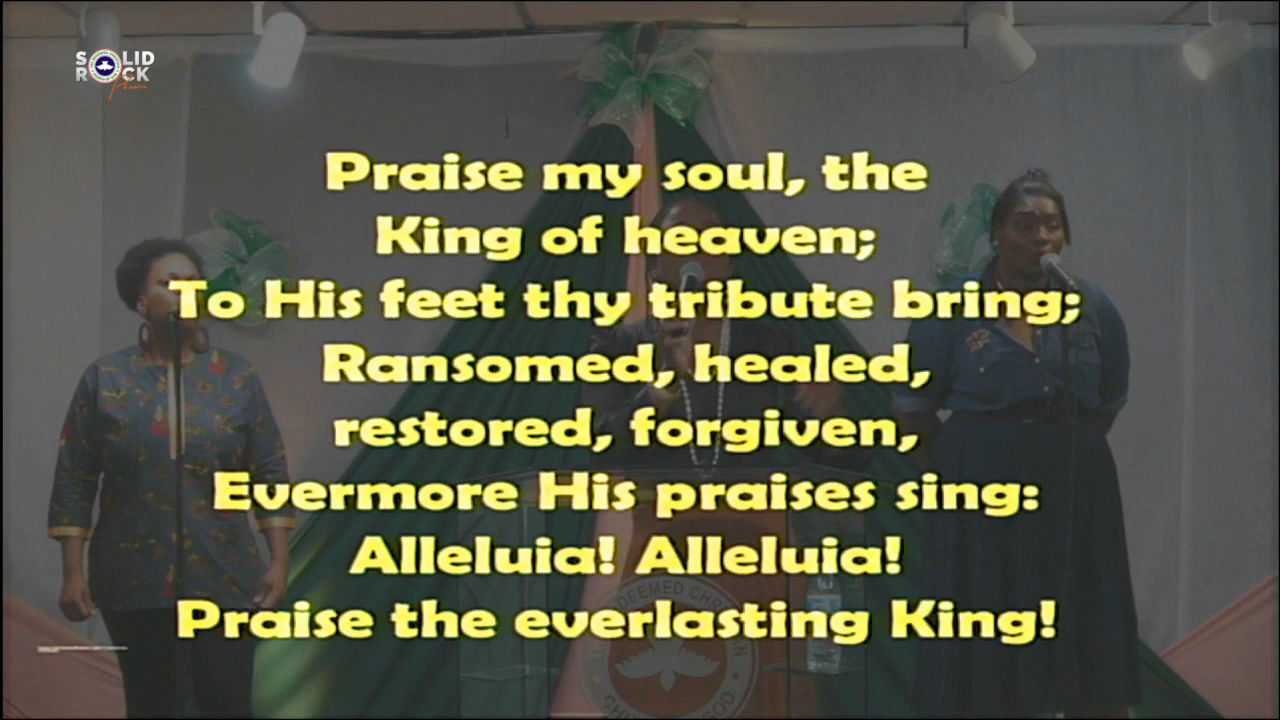 SOLID
ROCK
Praise my soul, the
King of heaven;
To His feet thy tribute bring;
Ransomed, healed,
restored, forgiven,
Evermore His praises sing:
Alleluia! Alleluia!
Praise the everlasting King!